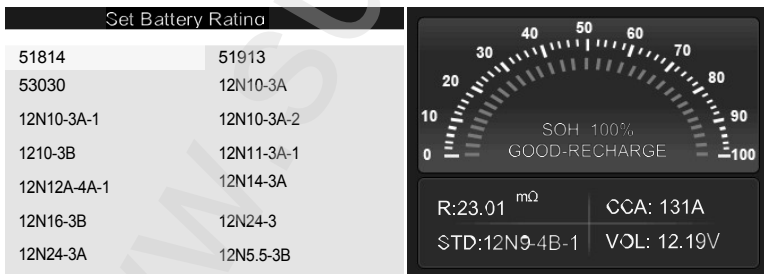 Set Battery Rating
51814 51913
53030 12N10-3A
12N10-3A-1 12N10-3A-2
1210-3B 12N11-3A-1
12N12A-4A-1 12N14-3A
12N16-3B 12N24-3
12N24-3A 12N5.5-3B
0 10 20 30 40 50 60 70 80 90 100
SOH 100%
GOOD-RECHARGE
R:23.01 mΩ CCA: 131A
STD:12N9-4B-1 VOL: 12.19V